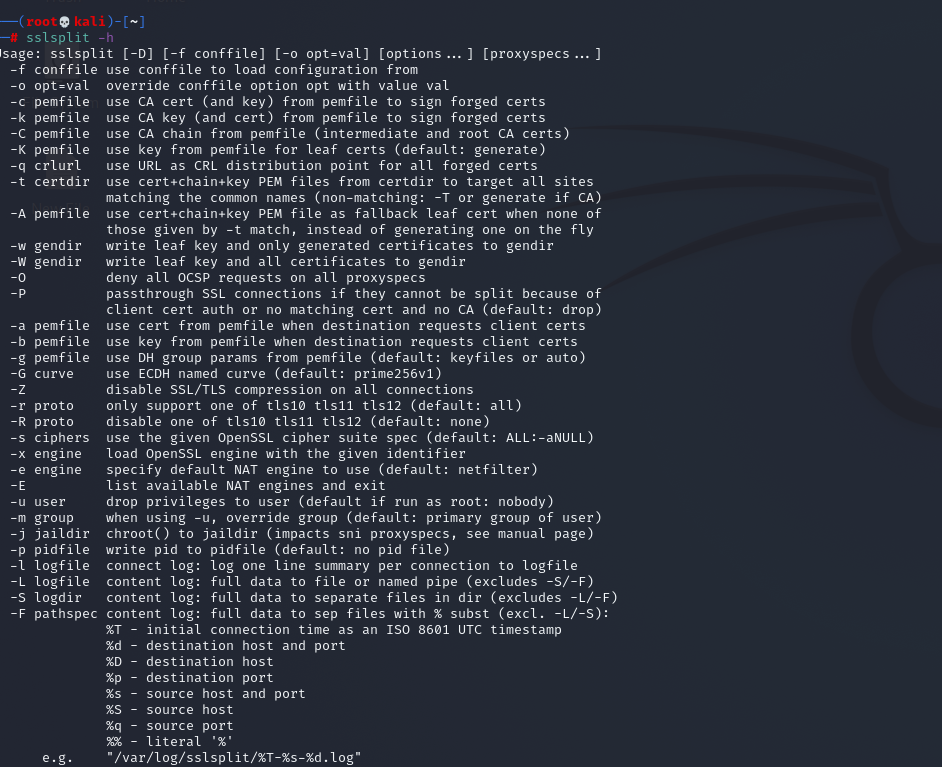 (root💀kali)-[~]
# sslsplit -h
Usage: sslsplit [-D] [-f conffile] [-o opt=val] [options...] [proxyspecs...]
-f conffile use conffile to load configuration from
-o opt=val override conffile option opt with value val
-c pemfile use CA cert (and key) from pemfile to sign forged certs
-k pemfile use CA key (and cert) from pemfile to sign forged certs
-C pemfile use CA chain from pemfile (intermediate and root CA certs)
-K pemfile use key from pemfile for leaf certs (default: generate)
-q crlurl use URL as CRL distribution point for all forged certs
-t certdir use cert+chain+key PEM files from certdir to target all sites
matching the common names (non-matching: -T or generate if CA)
-A pemfile use cert+chain+key PEM file as fallback leaf cert when none of
those given by -t match, instead of generating one on the fly
-w gendir write leaf key and only generated certificates to gendir
-W gendir write leaf key and all certificates to gendir
-O deny all OCSP requests on all proxyspecs
-P passthrough SSL connections if they cannot be split because of
client cert auth or no matching cert and no CA (default: drop)
-a pemfile use cert from pemfile when destination requests client certs
-b pemfile use key from pemfile when destination requests client certs
-g pemfile use DH group params from pemfile (default: keyfiles or auto)
-G curve use ECDH named curve (default: prime256v1)
-Z disable SSL/TLS compression on all connections
-r proto only support one of tls10 tls11 tls12 (default: all)
-R proto disable one of tls10 tls11 tls12 (default: none)
-s ciphers use the given OpenSSL cipher suite spec (default: ALL:-aNULL)
-x engine load OpenSSL engine with the given identifier
-e engine specify default NAT engine to use (default: netfilter)
-E list available NAT engines and exit
-u user drop privileges to user (default if run as root: nobody)
-m group when using -u, override group (default: primary group of user)
-j jaildir chroot() to jaildir (impacts sni proxyspecs, see manual page)
-p pidfile write pid to pidfile (default: no pid file)
-l logfile connect log: log one line summary per connection to logfile
-L logfile content log: full data to file or named pipe (excludes -S/-F)
-S logdir content log: full data to separate files in dir (excludes -L/-F)
-F pathspec content log: full data to sep files with % subst (excl. -L/-S):
%T - initial connection time as an ISO 8601 UTC timestamp
%d - destination host and port
%D - destination host
%p - destination port
%s - source host and port
%S - source host
%q - source port
%% - literal '%'
e.g. "/var/log/sslsplit/%T-%s-%d.log"